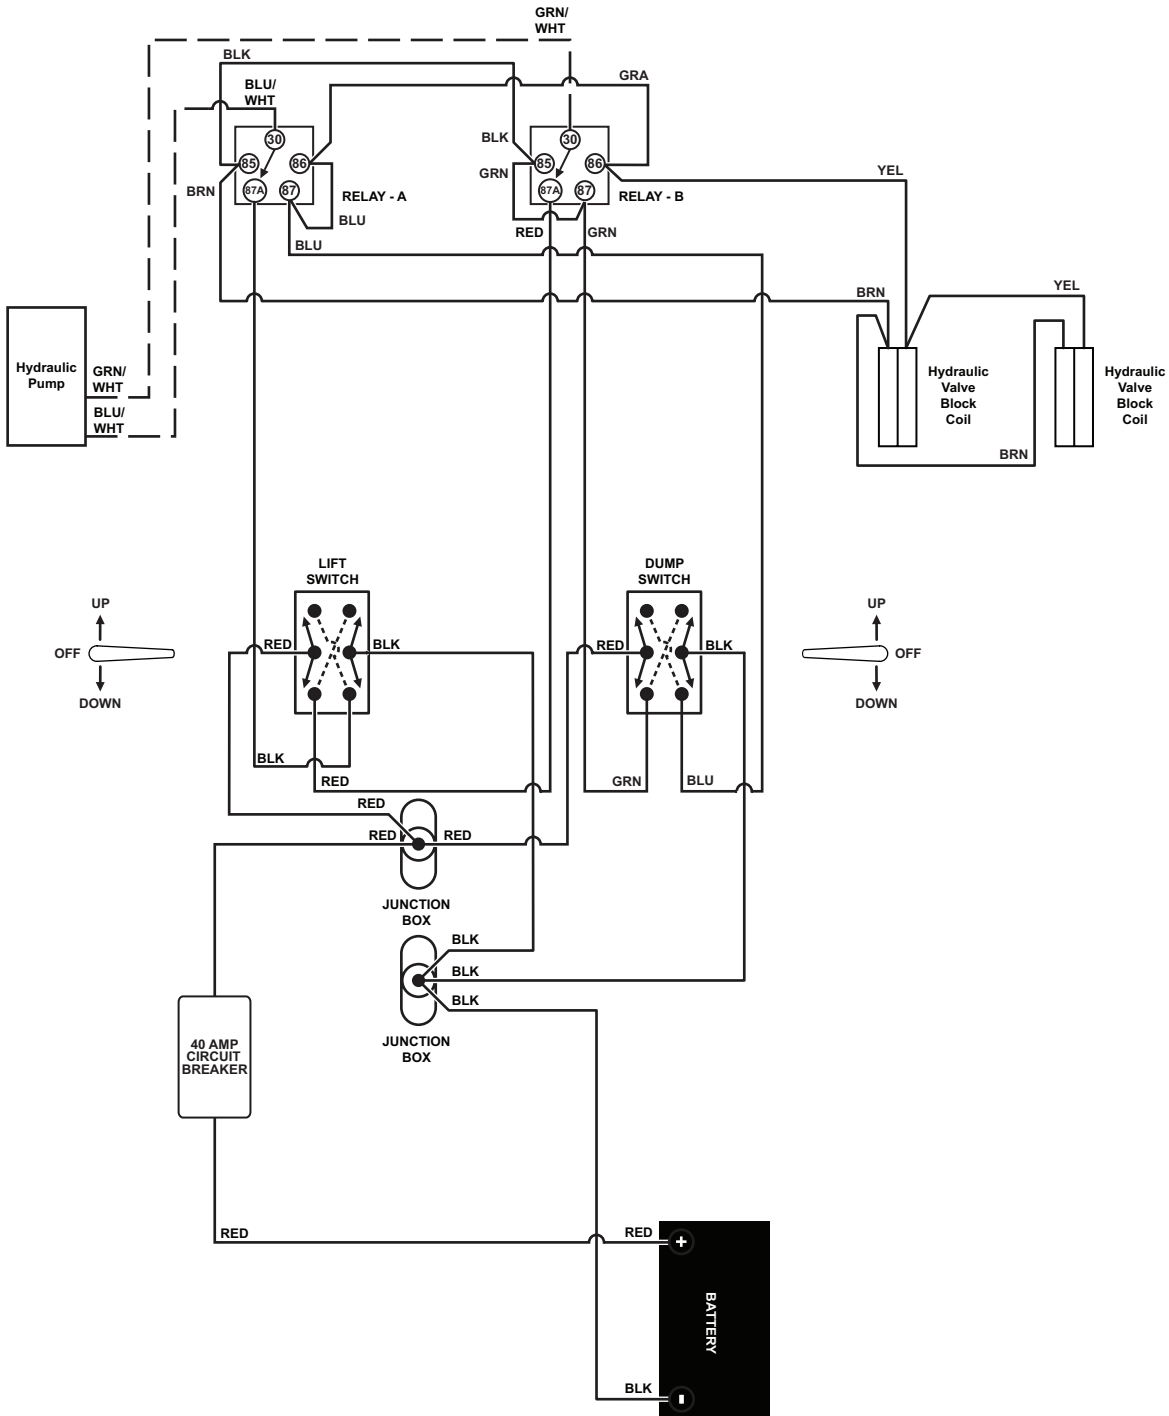 GRN/
WHT
BLK
BLU/
WHT
GRA
30
85
86
87A
87
BRN
RELAY - A
BLU
BLU
BLK
GRN
30
85
86
87A
87
RELAY - B
RED
GRN
YEL
BRN
YEL
Hydraulic
Pump
GRN/
WHT
BLU/
WHT
Hydraulic
Valve
Block
Coil
Hydraulic
Valve
Block
Coil
BRN
LIFT
SWITCH
DUMP
SWITCH
UP
OFF
DOWN
RED
BLK
RED
BLK
UP
OFF
DOWN
BLK
RED
GRN
BLU
RED
RED
RED
JUNCTION
BOX
BLK
BLK
BLK
JUNCTION
BOX
40 AMP
CIRCUIT
BREAKER
RED
RED
+
BATTERY
BLK
-